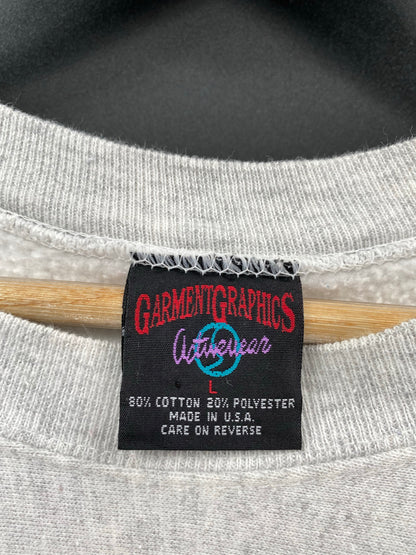 GARMENTGRAPHICS
Activewear
L
80% COTTON 20% POLYESTER
MADE IN U.S.A.
CARE ON REVERSE